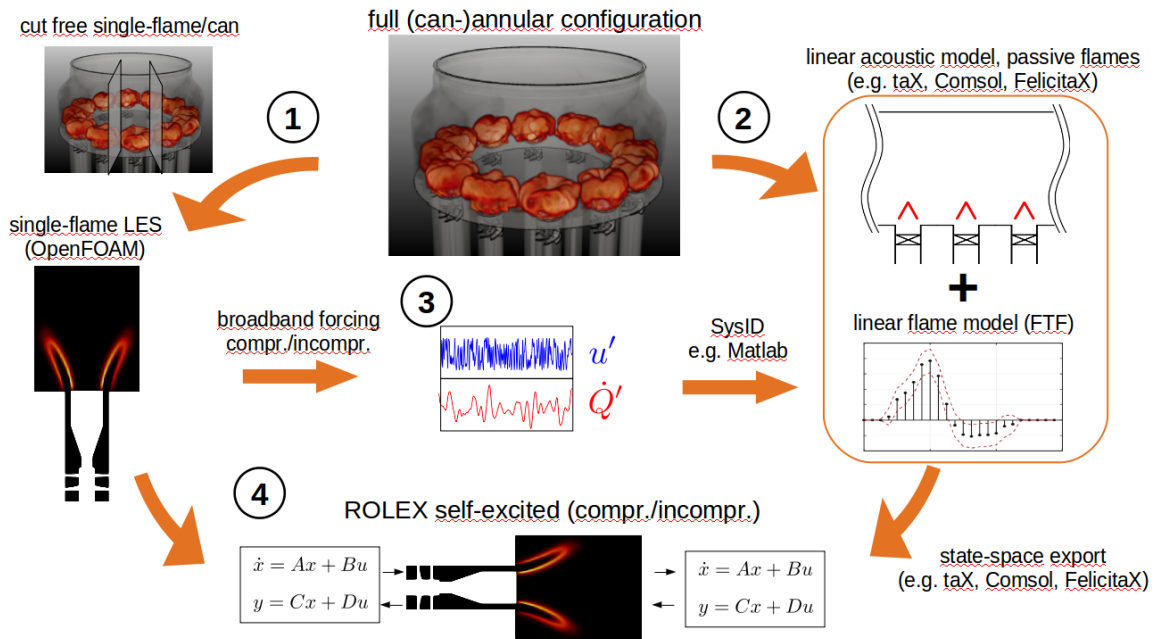 cut free single-flame/can
full (can-)annular configuration
linear acoustic model, passive flames
(e.g. taX, Comsol, FelicitaX)
1
2
single-flame LES
(OpenFOAM)
broadband forcing
compr./incompr.
3
u′
Q̇′
SysID
e.g. Matlab
+
linear flame model (FTF)
4
ROLEX self-excited (compr./incompr.)
ẋ = Ax + Bu
y = Cx + Du
ẋ = Ax + Bu
y = Cx + Du
state-space export
(e.g. taX, Comsol, FelicitaX)